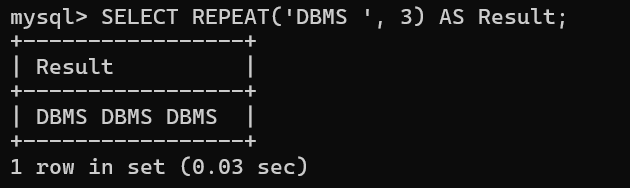 mysql> SELECT REPEAT('DBMS ', 3) AS Result;
+-----------------+
| Result          |
+-----------------+
| DBMS DBMS DBMS  |
+-----------------+
1 row in set (0.03 sec)